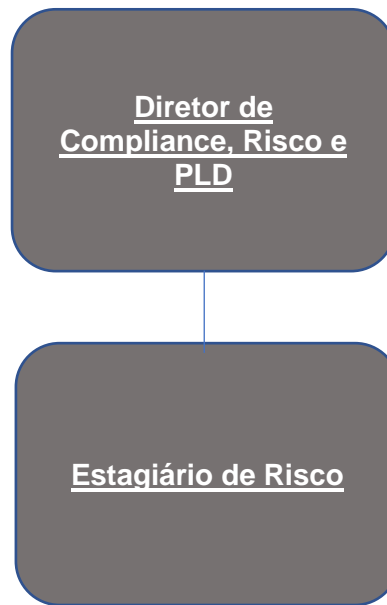 Diretor de
Compliance, Risco e
PLD
Estagiário de Risco